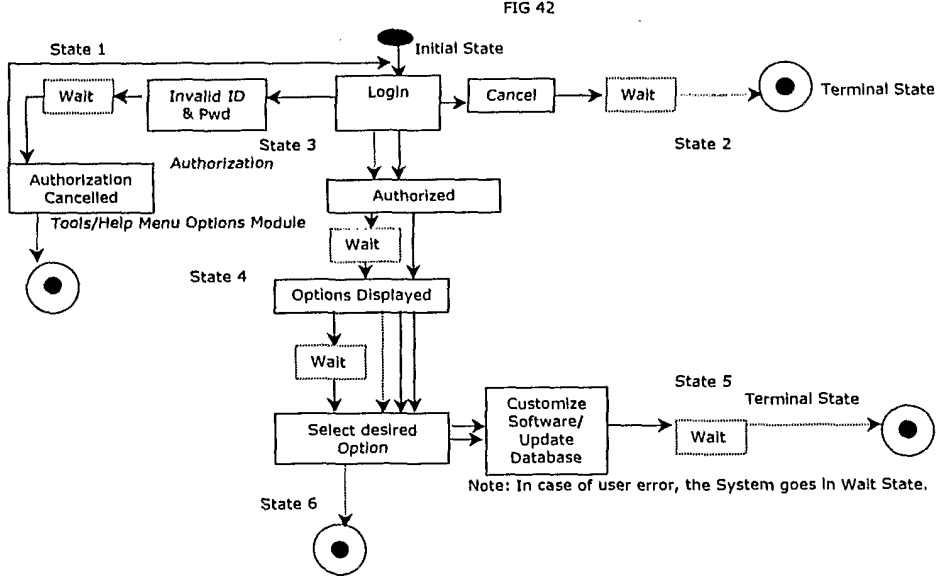 FIG 42
State 1
Initial State
Wait
Invalid ID
& Pwd
Login
Cancel
Wait
Terminal State
State 3
State 2
Authorization
Authorization
Cancelled
Authorized
Tools/Help Menu Options Module
Wait
State 4
Options Displayed
Wait
State 5
Terminal State
Select desired
Option
Customize
Software/
Update
Database
Wait
Note: In case of user error, the System goes in Wait State.
State 6